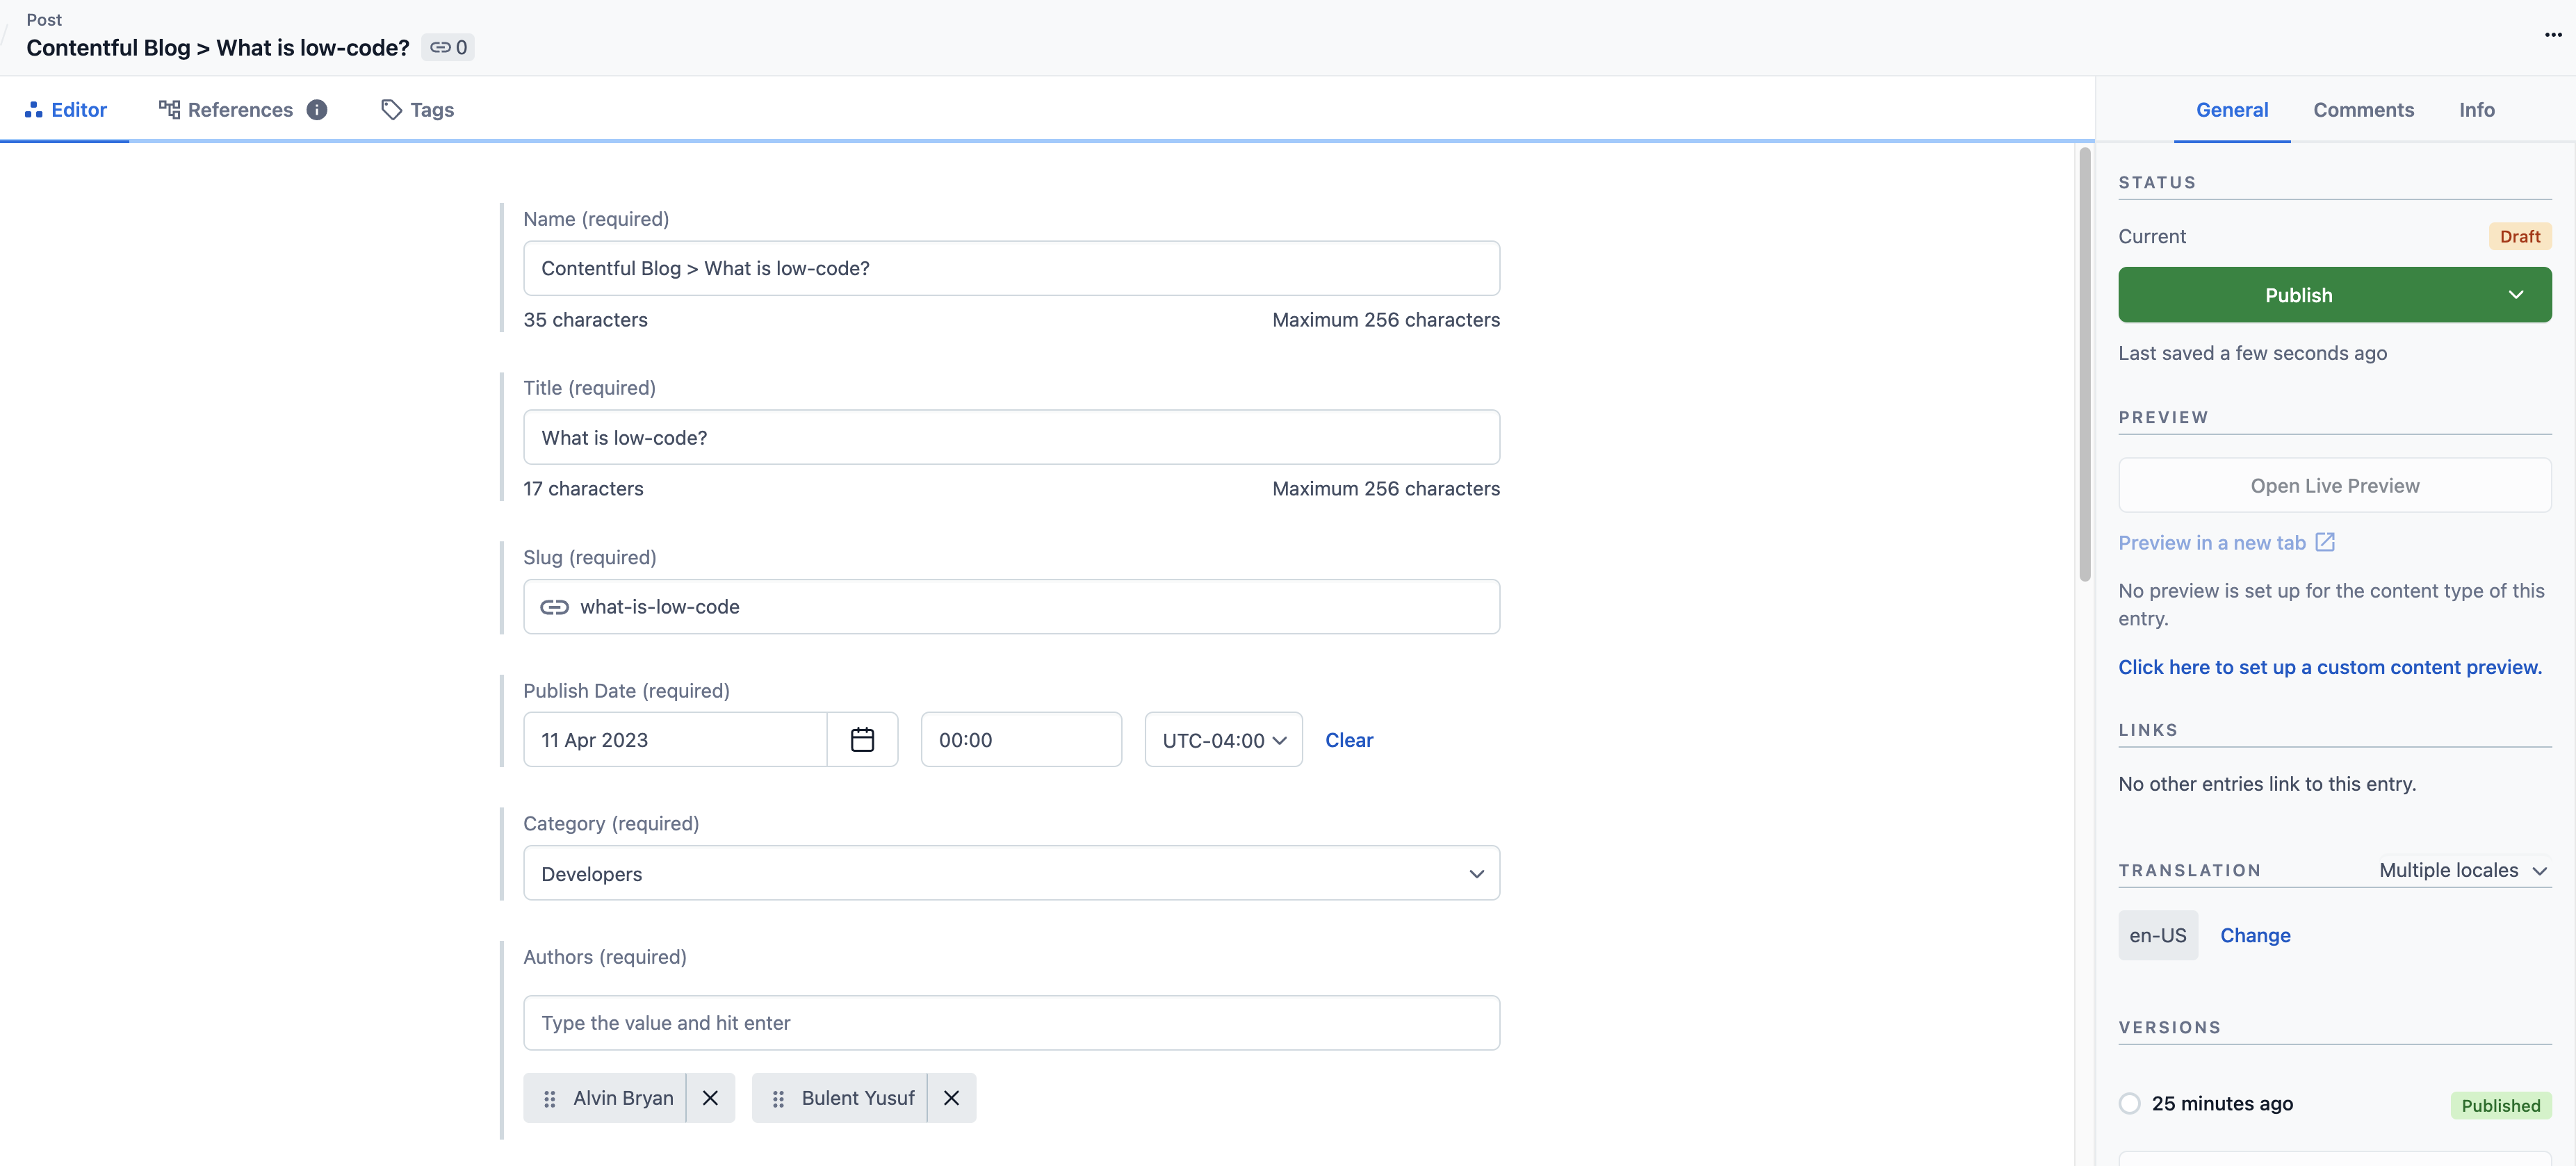 Post
Contentful Blog > What is low-code? 0
Editor References Tags
General Comments Info
Name (required)
Contentful Blog > What is low-code?
35 characters Maximum 256 characters
Title (required)
What is low-code?
17 characters Maximum 256 characters
Slug (required)
what-is-low-code
Publish Date (required)
11 Apr 2023 00:00 UTC-04:00 Clear
Category (required)
Developers
Authors (required)
Type the value and hit enter
Alvin Bryan Bulent Yusuf
STATUS
Current Draft
Publish
Last saved a few seconds ago
PREVIEW
Open Live Preview
Preview in a new tab
No preview is set up for the content type of this
entry.
Click here to set up a custom content preview.
LINKS
No other entries link to this entry.
TRANSLATION Multiple locales
en-US Change
VERSIONS
25 minutes ago Published